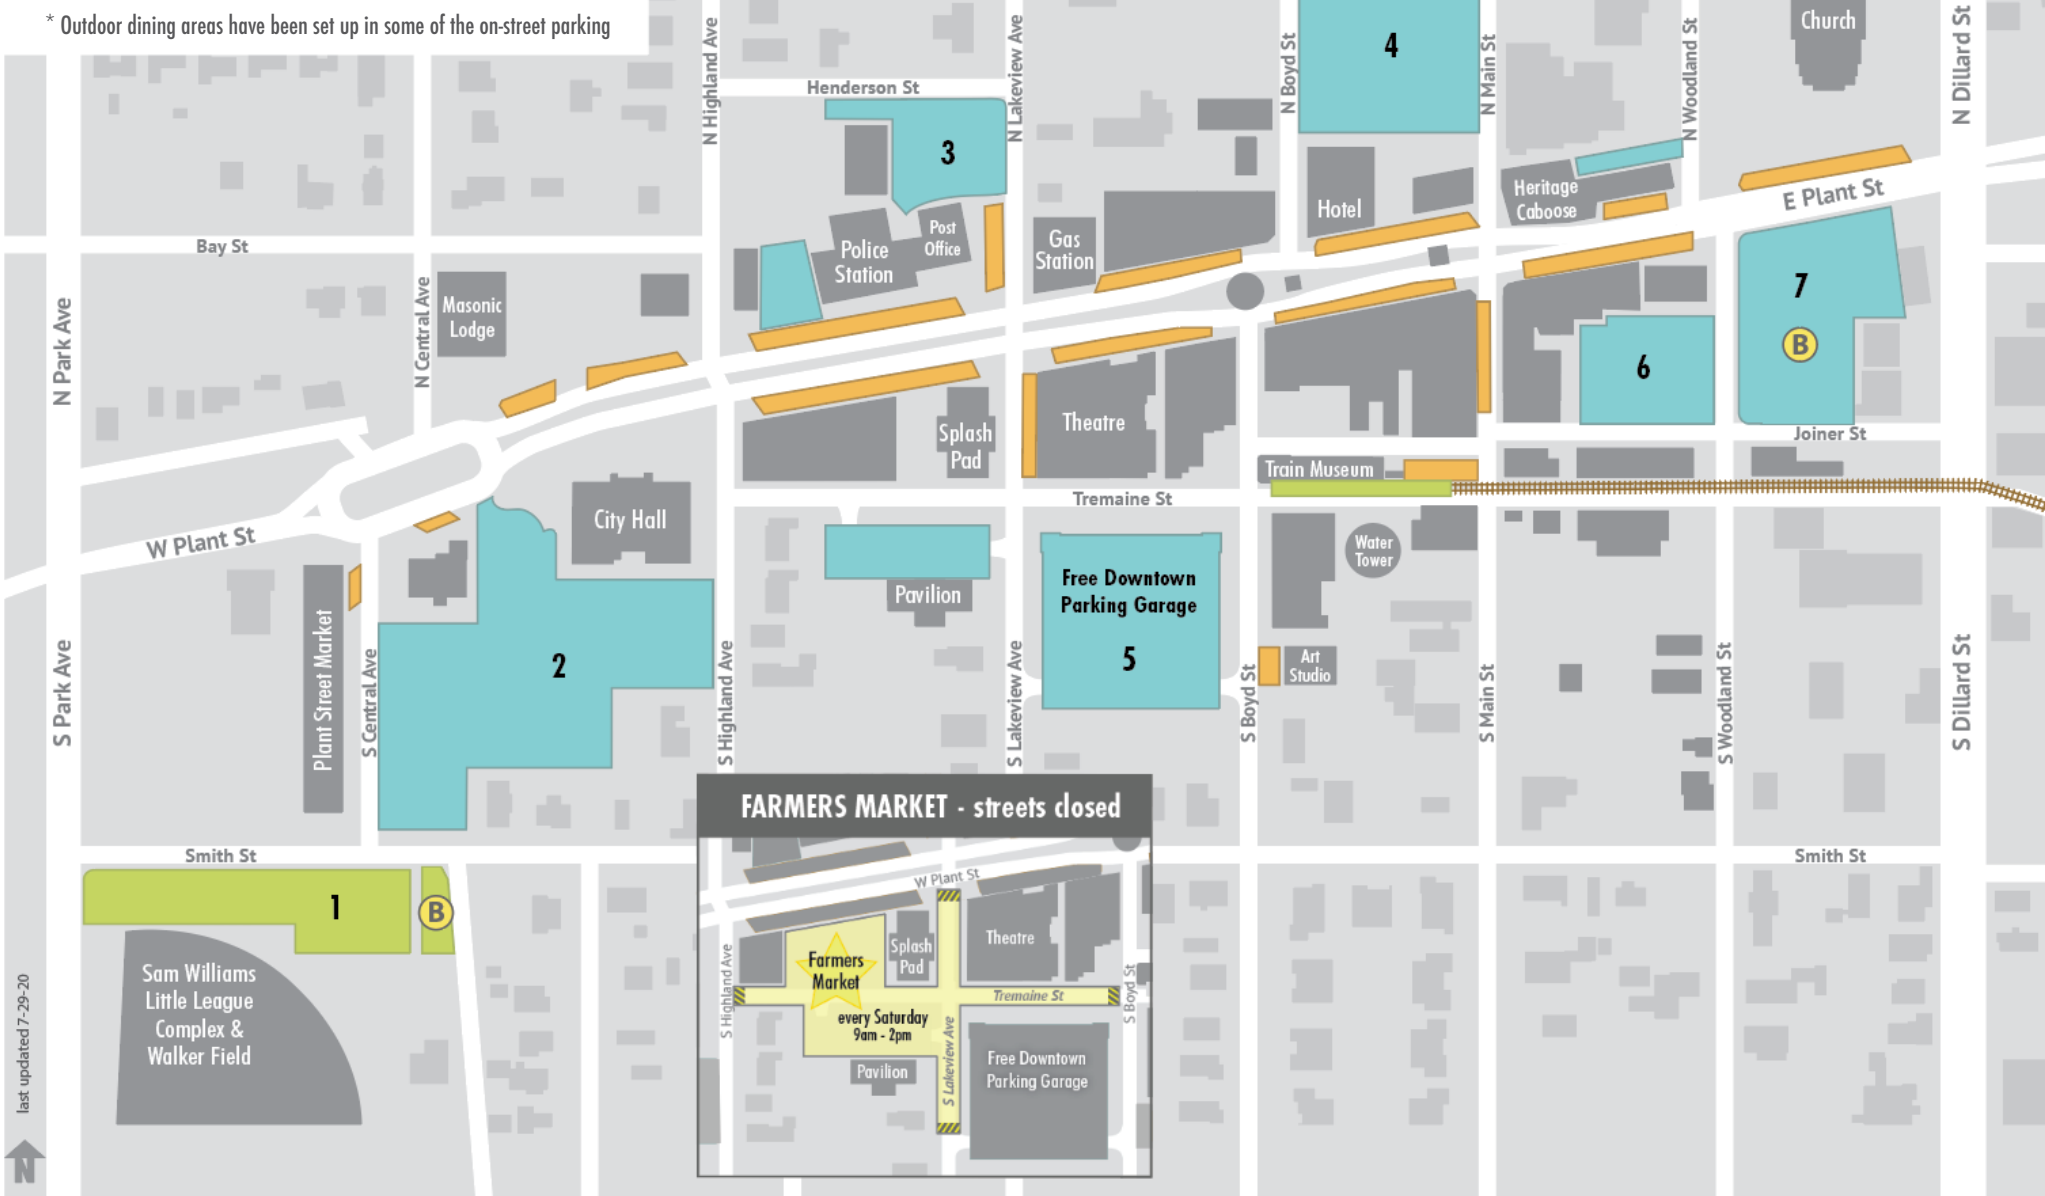 * Outdoor dining areas have been set up in some of the on-street parking
N Highland Ave
N Lakeview Ave
N Boyd St
N Main St
N Woodland St
N Dillard St
Church
4
Henderson St
3
Heritage
Caboose
E Plant St
Hotel
Post
Office
Police
Station
Gas
Station
Bay St
N Park Ave
N Central Ave
Masonic
Lodge
7
B
6
Theatre
Splash
Pad
Joiner St
Train Museum
Tremaine St
City Hall
W Plant St
Water
Tower
Free Downtown
Parking Garage
5
Pavilion
Plant Street Market
2
Art
Studio
S Park Ave
S Central Ave
S Highland Ave
S Lakeview Ave
S Boyd St
S Main St
S Woodland St
S Dillard St
Smith St
Smith St
1
B
Sam Williams
Little League
Complex &
Walker Field
FARMERS MARKET - streets closed
W Plant St
Splash
Pad
Theatre
Farmers
Market
S Highland Ave
Tremaine St
S Boyd St
every Saturday
9am - 2pm
S Lakeview Ave
Pavilion
Free Downtown
Parking Garage
last updated 7-29-20
N